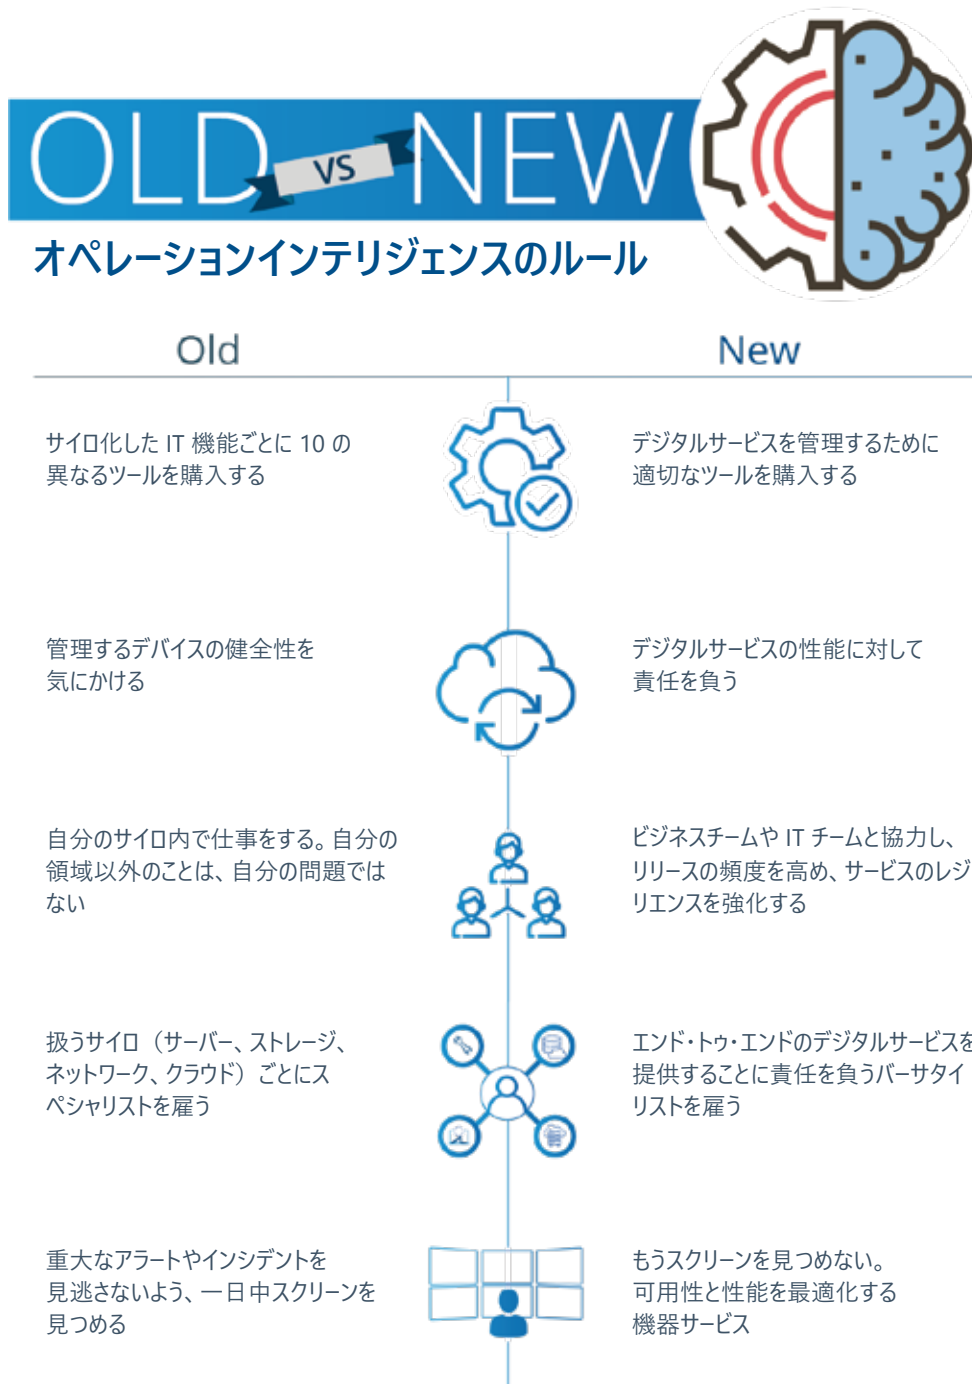 OLD VS NEW
オペレーションインテリジェンスのルール
Old
New
サイロ化した IT 機能ごとに 10 の
異なるツールを購入する
デジタルサービスを管理するために
適切なツールを購入する
管理するデバイスの健全性を
気にかける
デジタルサービスの性能に対して
責任を負う
自分のサイロ内で仕事をする。自分の
領域以外のことは、自分の問題では
ない
ビジネスチームや IT チームと協力し、
リリースの頻度を高め、サービスのレジ
リエンスを強化する
扱うサイロ（サーバー、ストレージ、
ネットワーク、クラウド）ごとにス
ペシャリストを雇う
エンド・トゥ・エンドのデジタルサービスを
提供することに責任を負うバーサタイ
リストを雇う
重大なアラートやインシデントを
見逃さないよう、一日中スクリーンを
見つめる
もうスクリーンを見つめない。
可用性と性能を最適化する
機器サービス